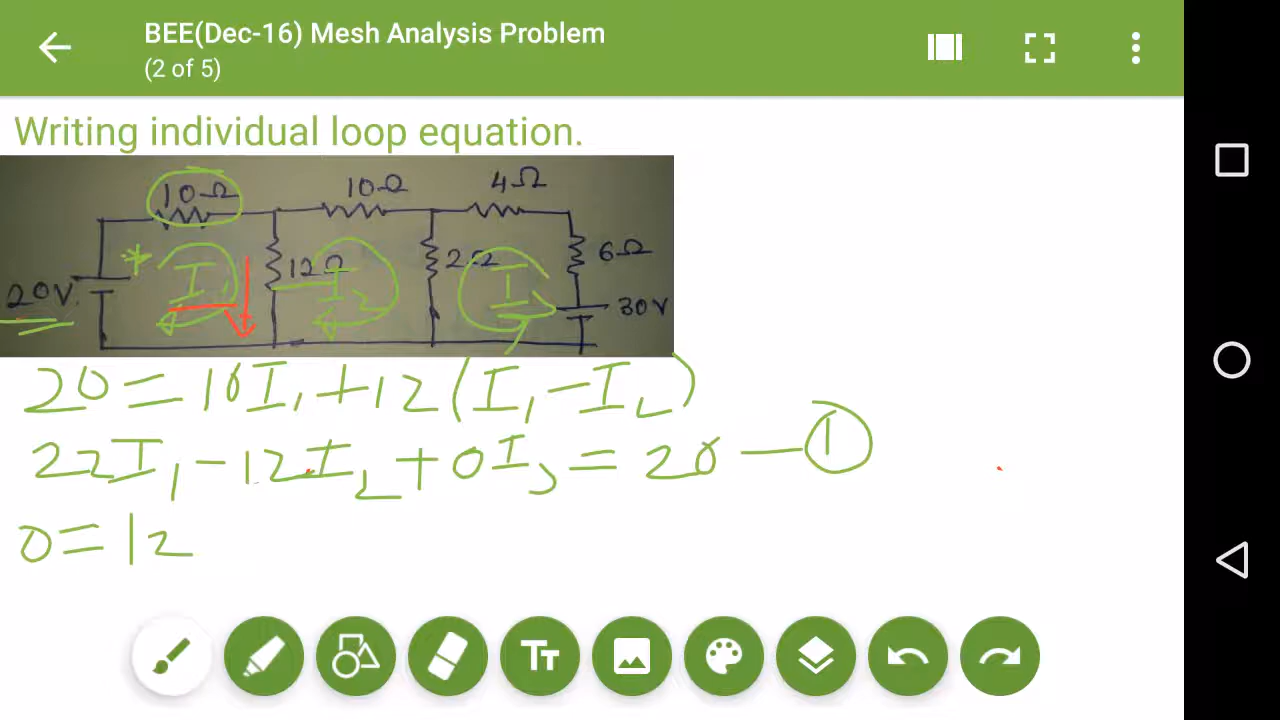 BEE(Dec-16) Mesh Analysis Problem
(2 of 5)
Writing individual loop equation.
10Ω 10Ω 4Ω
20V. I 12Ω I2 2Ω I3 6Ω
30V
20 = 10I1 + 12(I1 - I2)
22I1 - 12I2 + 0I3 = 20 — 1
0 = 12
TT